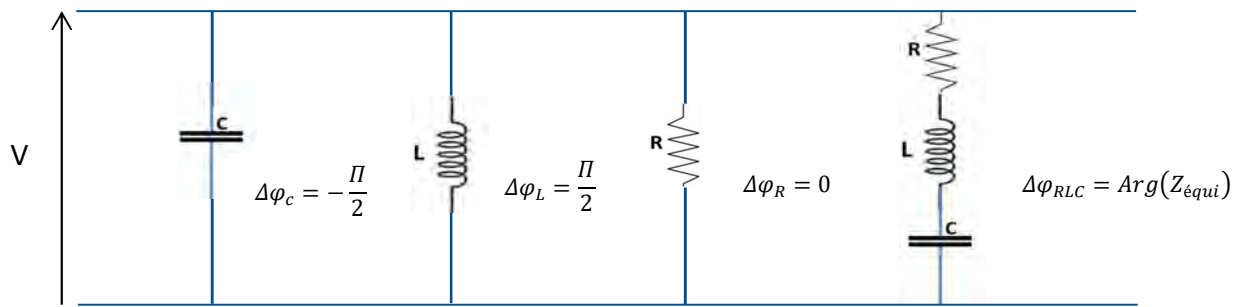 V
C
Δφ_c = −Π/2
L
Δφ_L = Π/2
R
Δφ_R = 0
R
L
C
Δφ_RLC = Arg(Z_équi)